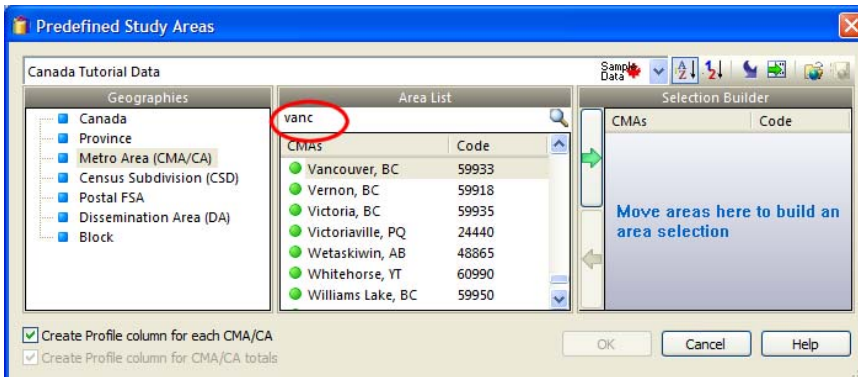 Predefined Study Areas
Canada Tutorial Data
Sample Data
Geographies
Canada
Province
Metro Area (CMA/CA)
Census Subdivision (CSD)
Postal FSA
Dissemination Area (DA)
Block
Area List
vanc
CMAs Code
Vancouver, BC 59933
Vernon, BC 59918
Victoria, BC 59935
Victoriaville, PQ 24440
Wetaskiwin, AB 48865
Whitehorse, YT 60990
Williams Lake, BC 59950
Selection Builder
CMAs Code
Move areas here to build an
area selection
Create Profile column for each CMA/CA
Create Profile column for CMA/CA totals
OK Cancel Help